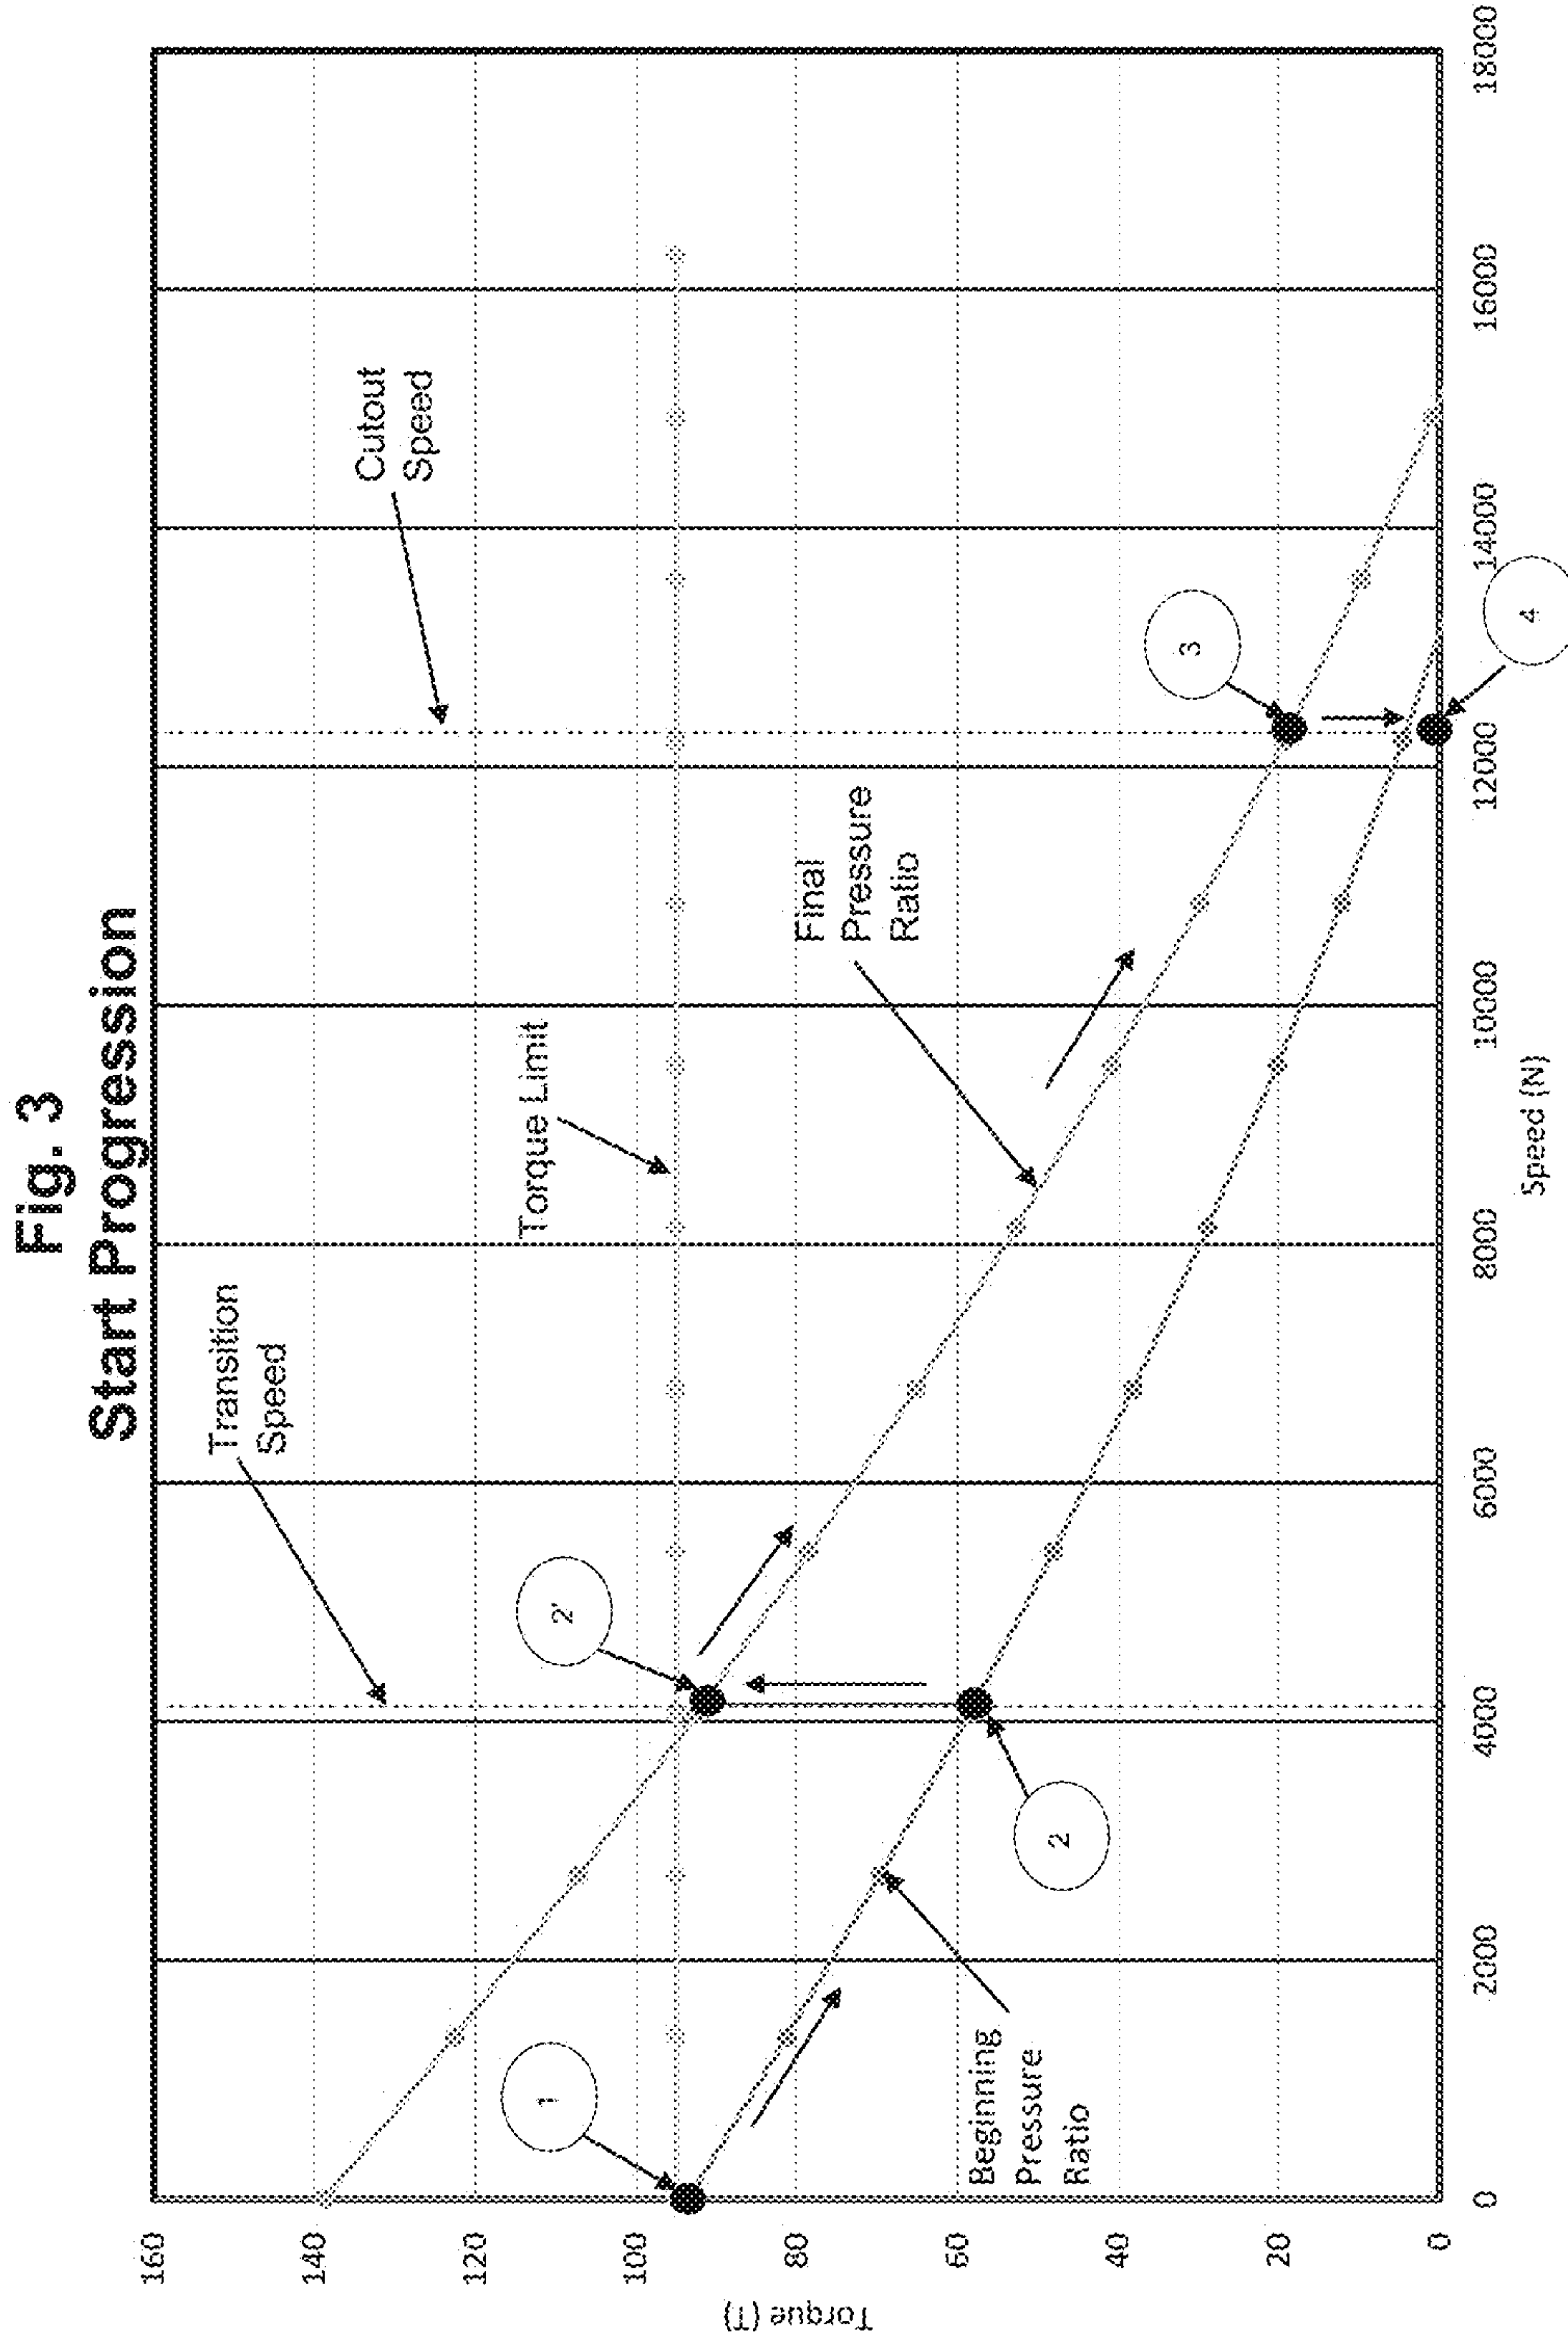 Fig. 3
Start Progression
160
140
120
100
80
60
40
20
0
Torque (T)
0
2000
4000
6000
8000
10000
12000
14000
16000
18000
Speed (N)
Transition
Speed
Cutout
Speed
Torque Limit
Final
Pressure
Ratio
Beginning
Pressure
Ratio
1
2
2'
3
4